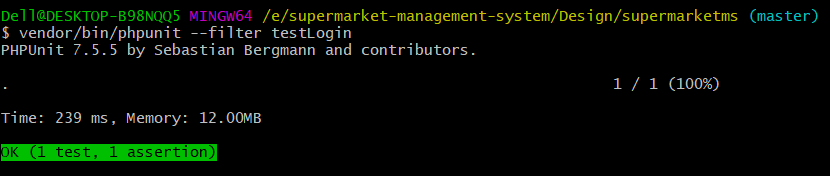 Dell@DESKTOP-B98NQQ5 MINGW64 /e/supermarket-management-system/Design/supermarketms (master)
$ vendor/bin/phpunit --filter testLogin
PHPUnit 7.5.5 by Sebastian Bergmann and contributors.
. 1 / 1 (100%)
Time: 239 ms, Memory: 12.00MB
OK (1 test, 1 assertion)